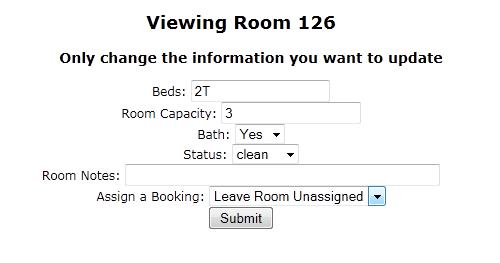 Viewing Room 126
Only change the information you want to update
Beds: 2T
Room Capacity: 3
Bath: Yes
Status: clean
Room Notes:
Assign a Booking: Leave Room Unassigned
Submit